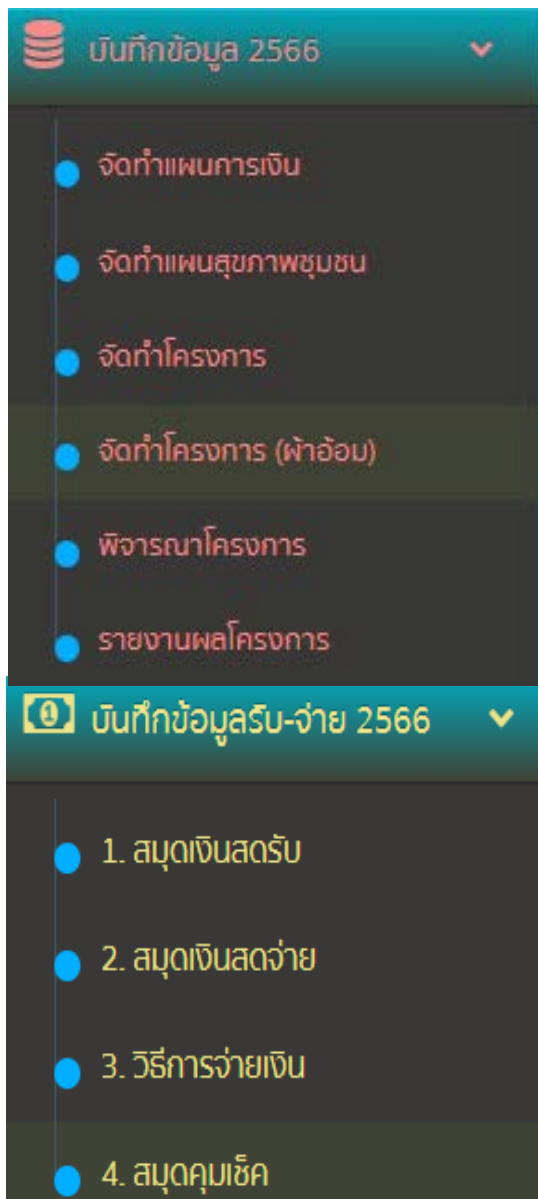 บันทึกข้อมูล 2566
จัดทำแผนการเงิน
จัดทำแผนสุขภาพชุมชน
จัดทำโครงการ
จัดทำโครงการ (ผ้าอ้อม)
พิจารณาโครงการ
รายงานผลโครงการ
บันทึกข้อมูลรับ-จ่าย 2566
1. สมุดเงินสดรับ
2. สมุดเงินสดจ่าย
3. วิธีการจ่ายเงิน
4. สมุดคุมเช็ค